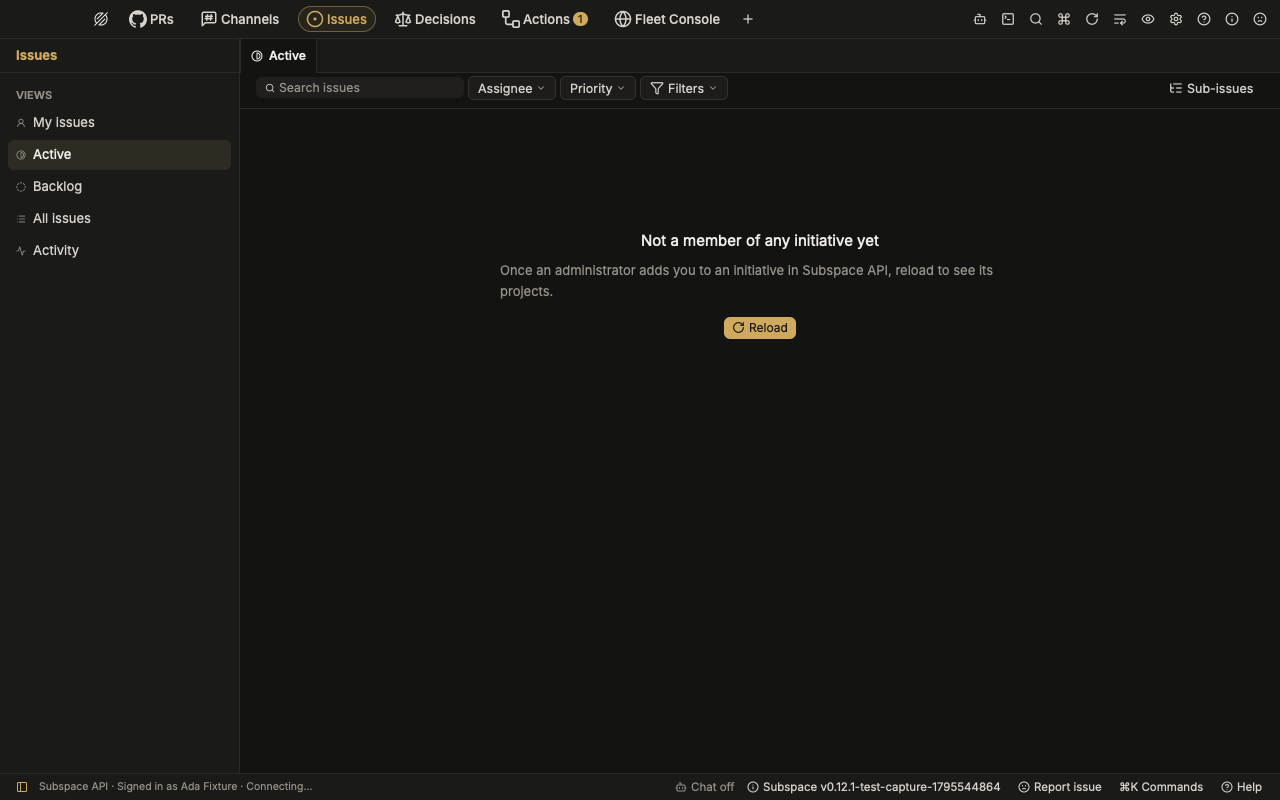 PRs Channels Issues Decisions Actions 1 Fleet Console
Issues
Active
VIEWS
Search issues Assignee Priority Filters Sub-issues
My issues
Active
Backlog
All issues
Activity
Not a member of any initiative yet
Once an administrator adds you to an initiative in Subspace API, reload to see its
projects.
Reload
Subspace API · Signed in as Ada Fixture · Connecting... Chat off Subspace v0.12.1-test-capture-1795544864 Report issue ⌘K Commands Help